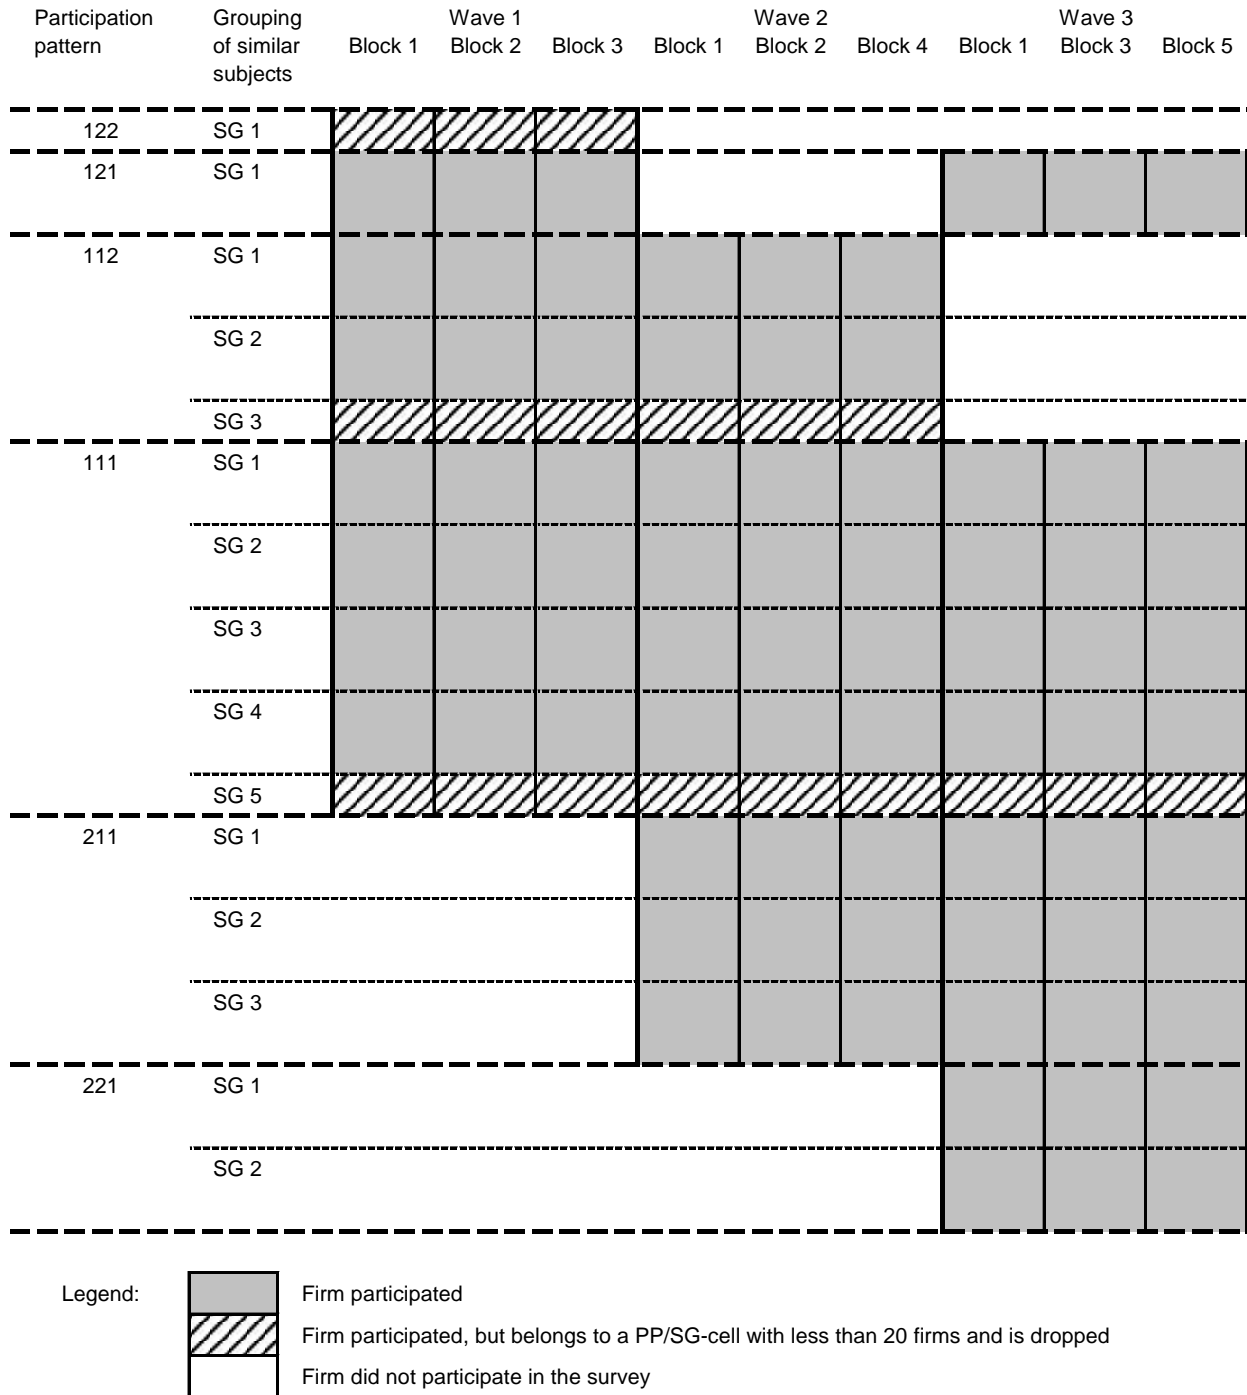 Participation Grouping Wave 1 Wave 2 Wave 3
pattern of similar Block 1 Block 2 Block 3 Block 1 Block 2 Block 4 Block 1 Block 3 Block 5
subjects
122 SG 1
121 SG 1
112 SG 1
SG 2
SG 3
111 SG 1
SG 2
SG 3
SG 4
SG 5
211 SG 1
SG 2
SG 3
221 SG 1
SG 2
Legend: Firm participated
Firm participated, but belongs to a PP/SG-cell with less than 20 firms and is dropped
Firm did not participate in the survey